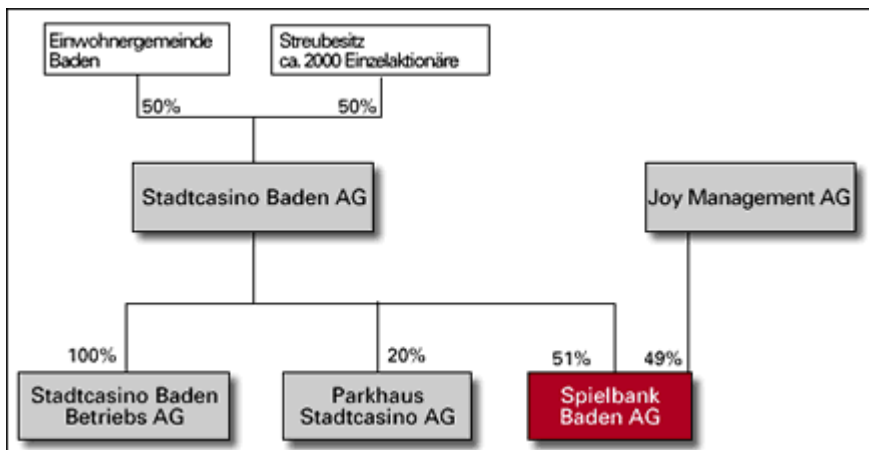 Einwohnergemeinde
Baden
Streubesitz
ca. 2000 Einzelaktionäre
50%
50%
Stadtcasino Baden AG
Joy Management AG
100%
20%
51%
49%
Stadtcasino Baden
Betriebs AG
Parkhaus
Stadtcasino AG
Spielbank
Baden AG